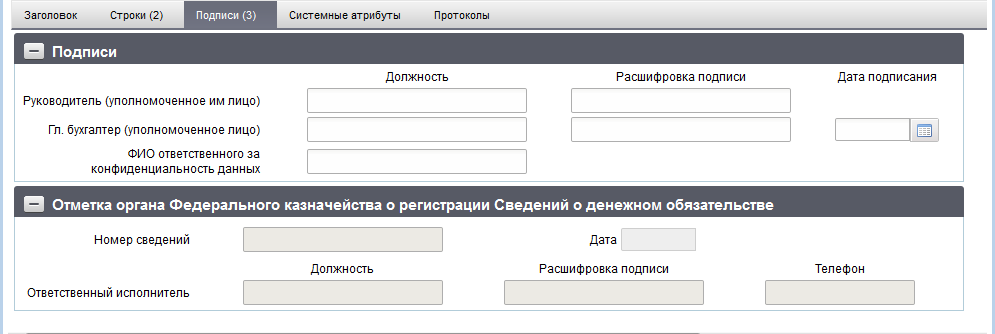 Заголовок Строки (2) Подписи (3) Системные атрибуты Протоколы
Подписи
Должность Расшифровка подписи Дата подписания
Руководитель (уполномоченное им лицо)
Гл. бухгалтер (уполномоченное лицо)
ФИО ответственного за
конфиденциальность данных
Отметка органа Федерального казначейства о регистрации Сведений о денежном обязательстве
Номер сведений Дата
Должность Расшифровка подписи Телефон
Ответственный исполнитель